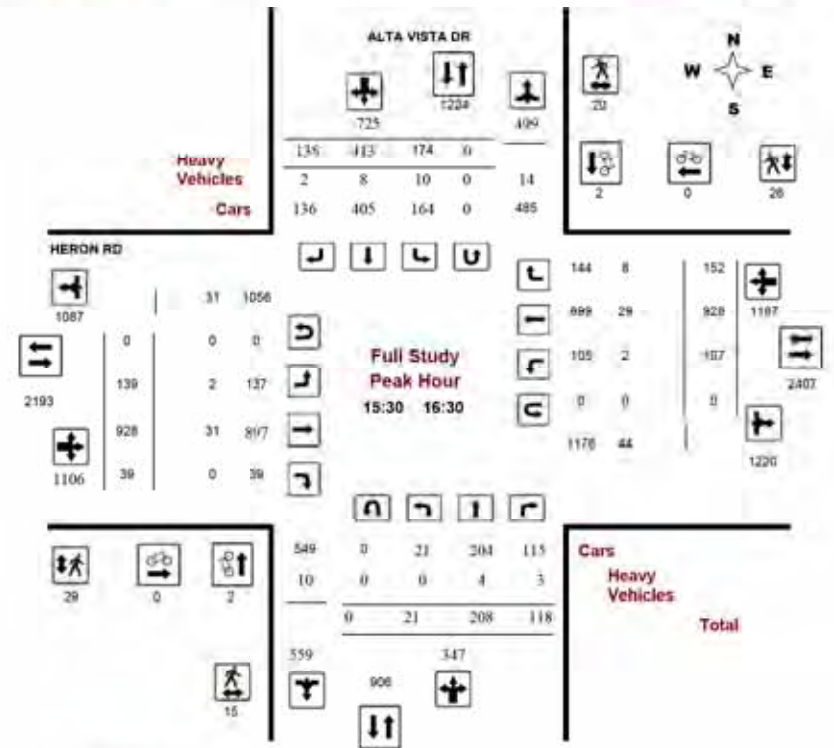 ALTA VISTA DR
N
W E
S
725 1224 499 20
138 413 174 0
Heavy
Vehicles 2 8 10 0 14
Cars 136 405 164 0 485
2 0 26
HERON RD
1087 31 1056
0 0 0
2193 139 2 137
928 31 897
1106 39 0 39
Full Study
Peak Hour
15:30 16:30
144 8 152
899 29 928 1187
105 2 107
2407
0 0 0
1176 44
1220
549 0 21 204 115 Cars
10 0 0 4 3 Heavy
Vehicles
0 21 208 118 Total
29 0 2
559 347
906
15